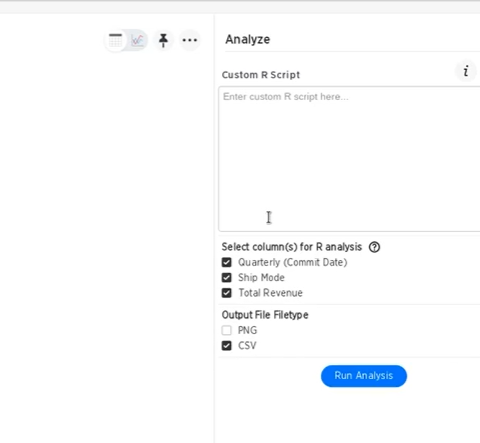 Analyze
Custom R Script
i
Enter custom R script here...
Select column(s) for R analysis ?
Quarterly (Commit Date)
Ship Mode
Total Revenue
Output File Filetype
PNG
CSV
Run Analysis